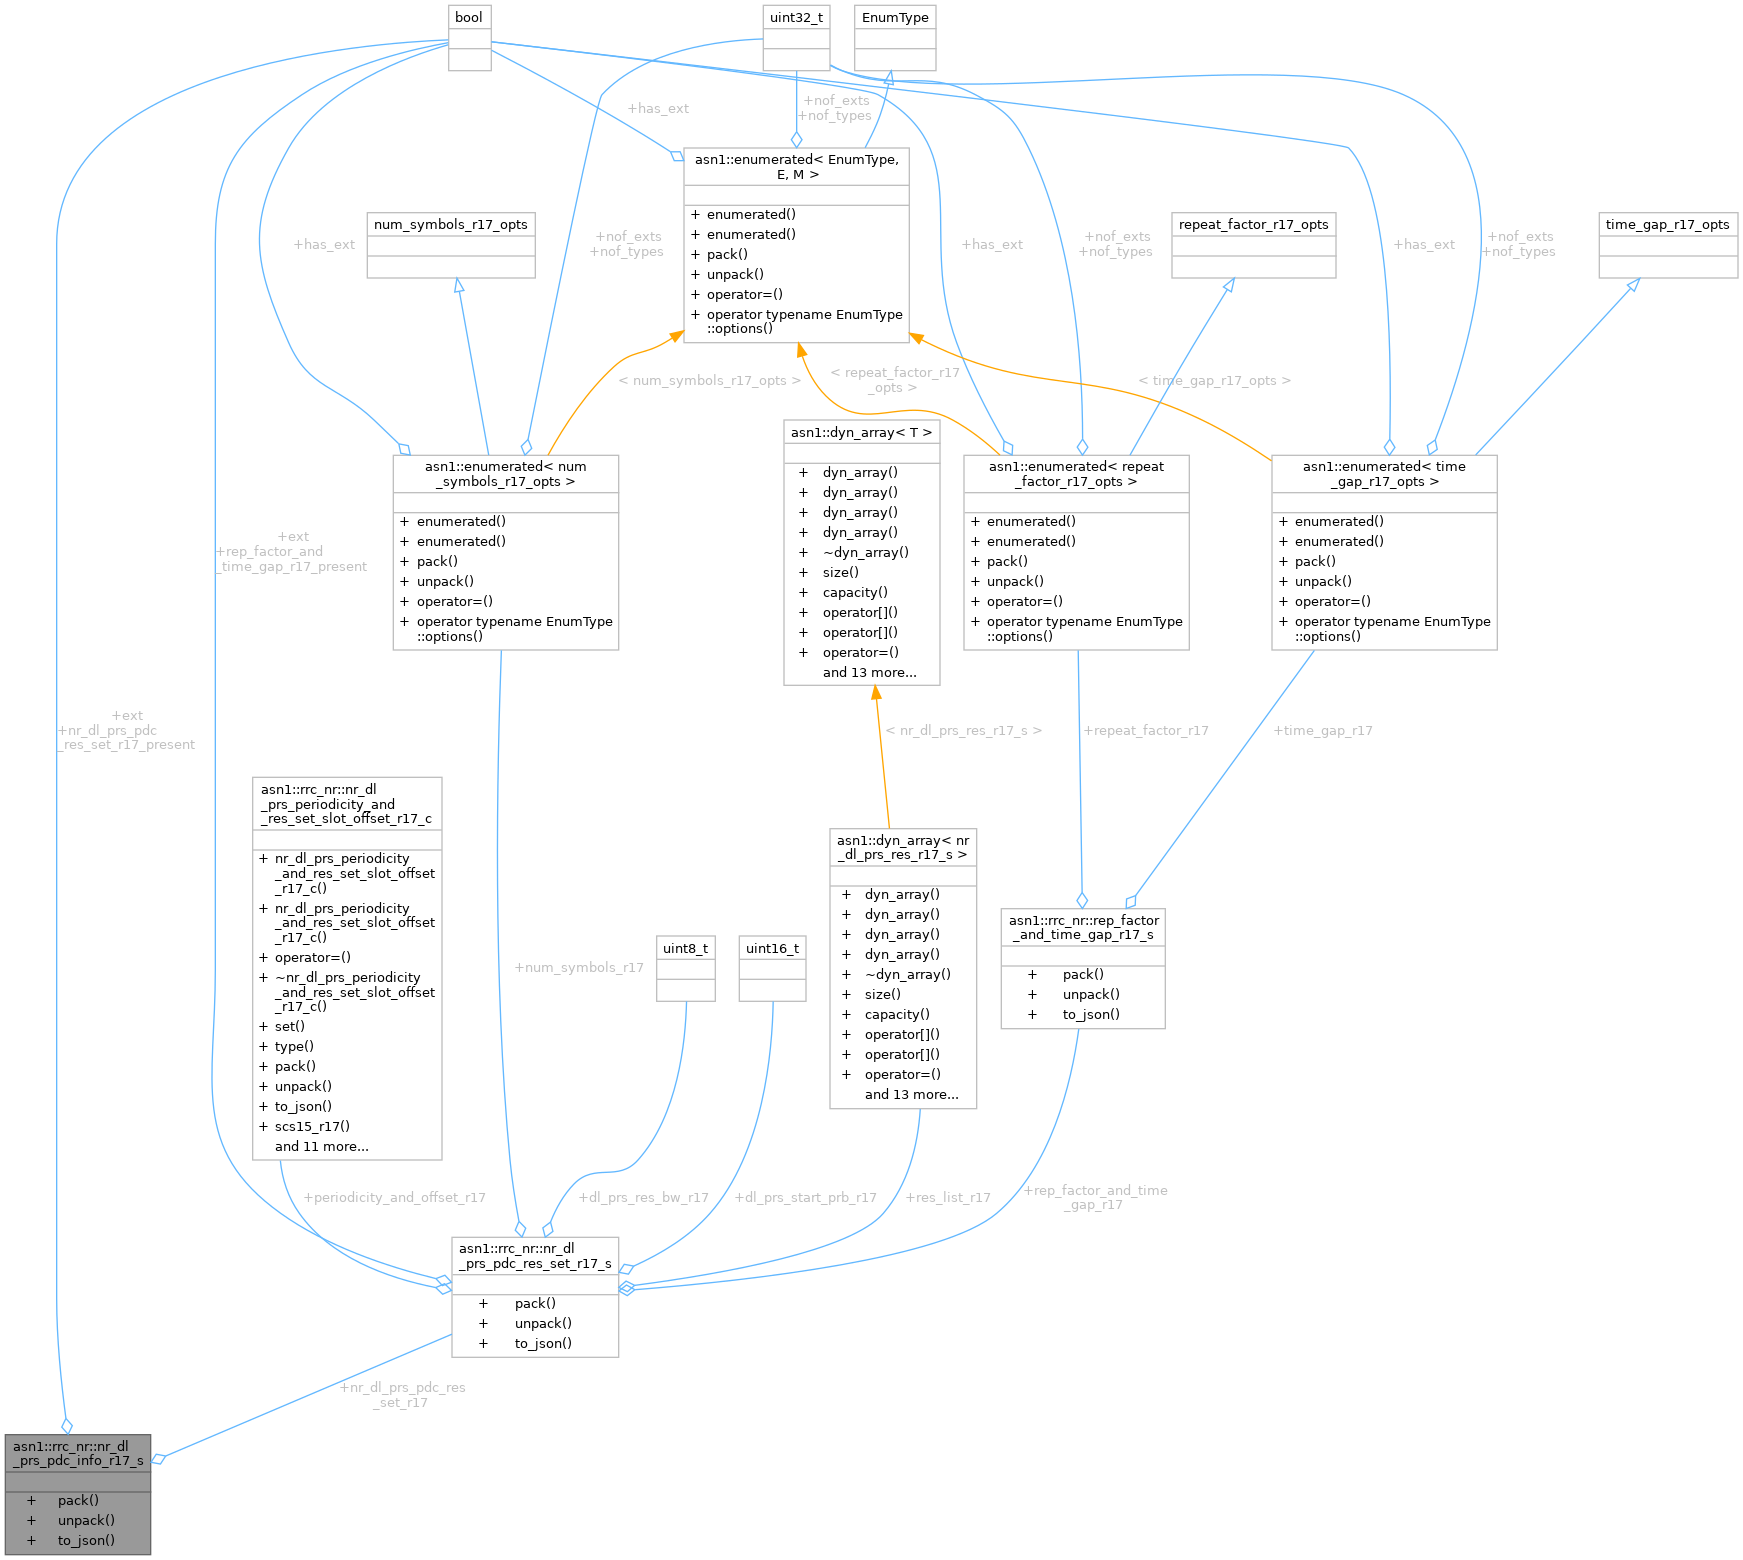 bool
uint32_t
EnumType
+has_ext
+nof_exts
+nof_types
asn1::enumerated< EnumType,
E, M >
+ enumerated()
+ enumerated()
+ pack()
+ unpack()
+ operator=()
+ operator typename EnumType
::options()
num_symbols_r17_opts
repeat_factor_r17_opts
time_gap_r17_opts
+has_ext
+nof_exts
+nof_types
+has_ext
+nof_exts
+nof_types
+has_ext
+nof_exts
+nof_types
< num_symbols_r17_opts >
< repeat_factor_r17
_opts >
< time_gap_r17_opts >
asn1::enumerated< num
_symbols_r17_opts >
+ enumerated()
+ enumerated()
+ pack()
+ unpack()
+ operator=()
+ operator typename EnumType
::options()
asn1::dyn_array< T >
+ dyn_array()
+ dyn_array()
+ dyn_array()
+ dyn_array()
+ ~dyn_array()
+ size()
+ capacity()
+ operator[]()
+ operator[]()
+ operator=()
and 13 more...
asn1::enumerated< repeat
_factor_r17_opts >
+ enumerated()
+ enumerated()
+ pack()
+ unpack()
+ operator=()
+ operator typename EnumType
::options()
asn1::enumerated< time
_gap_r17_opts >
+ enumerated()
+ enumerated()
+ pack()
+ unpack()
+ operator=()
+ operator typename EnumType
::options()
+ext
+rep_factor_and
_time_gap_r17_present
+ext
+nr_dl_prs_pdc
_res_set_r17_present
< nr_dl_prs_res_r17_s >
+repeat_factor_r17
+time_gap_r17
asn1::rrc_nr::nr_dl
_prs_periodicity_and
_res_set_slot_offset_r17_c
+ nr_dl_prs_periodicity
_and_res_set_slot_offset
_r17_c()
+ nr_dl_prs_periodicity
_and_res_set_slot_offset
_r17_c()
+ operator=()
+ ~nr_dl_prs_periodicity
_and_res_set_slot_offset
_r17_c()
+ set()
+ type()
+ pack()
+ unpack()
+ to_json()
+ scs15_r17()
and 11 more...
+num_symbols_r17
uint8_t
uint16_t
asn1::dyn_array< nr
_dl_prs_res_r17_s >
+ dyn_array()
+ dyn_array()
+ dyn_array()
+ dyn_array()
+ ~dyn_array()
+ size()
+ capacity()
+ operator[]()
+ operator[]()
+ operator=()
and 13 more...
asn1::rrc_nr::rep_factor
_and_time_gap_r17_s
+ pack()
+ unpack()
+ to_json()
+periodicity_and_offset_r17
+dl_prs_res_bw_r17
+dl_prs_start_prb_r17
+res_list_r17
+rep_factor_and_time
_gap_r17
asn1::rrc_nr::nr_dl
_prs_pdc_res_set_r17_s
+ pack()
+ unpack()
+ to_json()
+nr_dl_prs_pdc_res
_set_r17
asn1::rrc_nr::nr_dl
_prs_pdc_info_r17_s
+ pack()
+ unpack()
+ to_json()